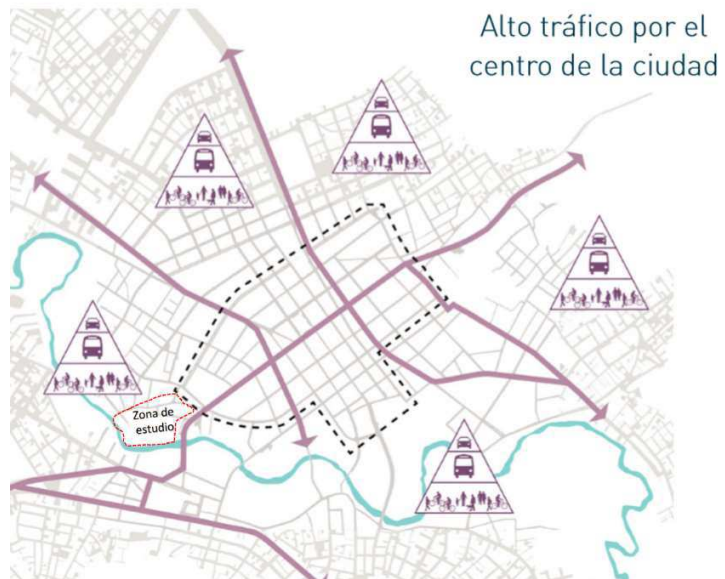 Alto tráfico por el
centro de la ciudad
Zona de
estudio